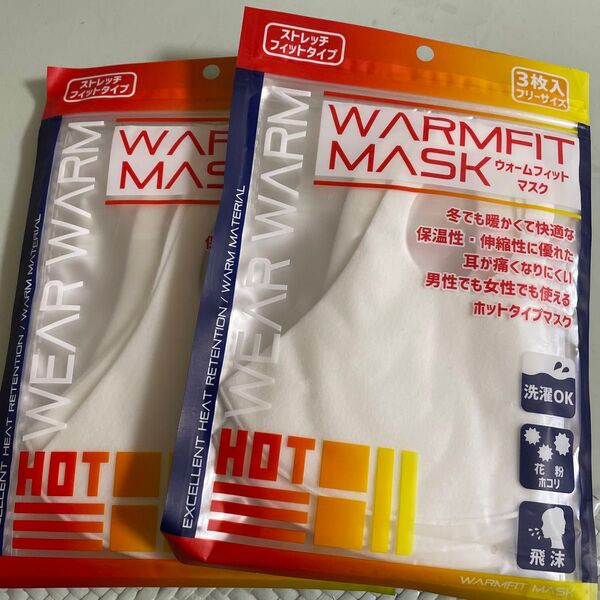 ストレッチ
フィットタイプ
3枚入
フリーサイズ
WARMFIT
MASK
ウォームフィット
マスク
冬でも暖かくて快適な
保温性・伸縮性に優れた
耳が痛くなりにくい
男性でも女性でも使える
ホットタイプマスク
洗濯OK
花粉
ホコリ
飛沫
WEAR WARM
EXCELLENT HEAT RETENTION / WARM MATERIAL
HOT
WARMFIT MASK
ストレッチ
フィットタイプ
WARM
MASK
WEAR WARM
EXCELLENT HEAT RETENTION / WARM MATERIAL
HOT